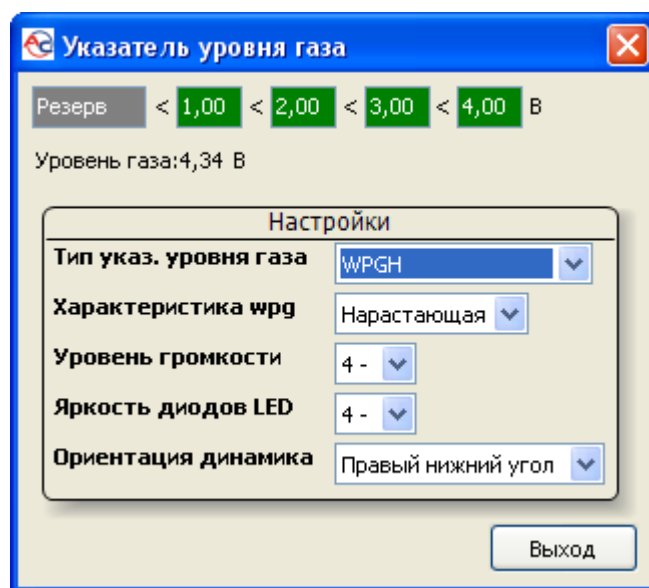 Указатель уровня газа
Резерв < 1,00 < 2,00 < 3,00 < 4,00 В
Уровень газа:4,34 В
Настройки
Тип указ. уровня газа WPGH
Характеристика wpg Нарастающая
Уровень громкости 4 -
Яркость диодов LED 4 -
Ориентация динамика Правый нижний угол
Выход